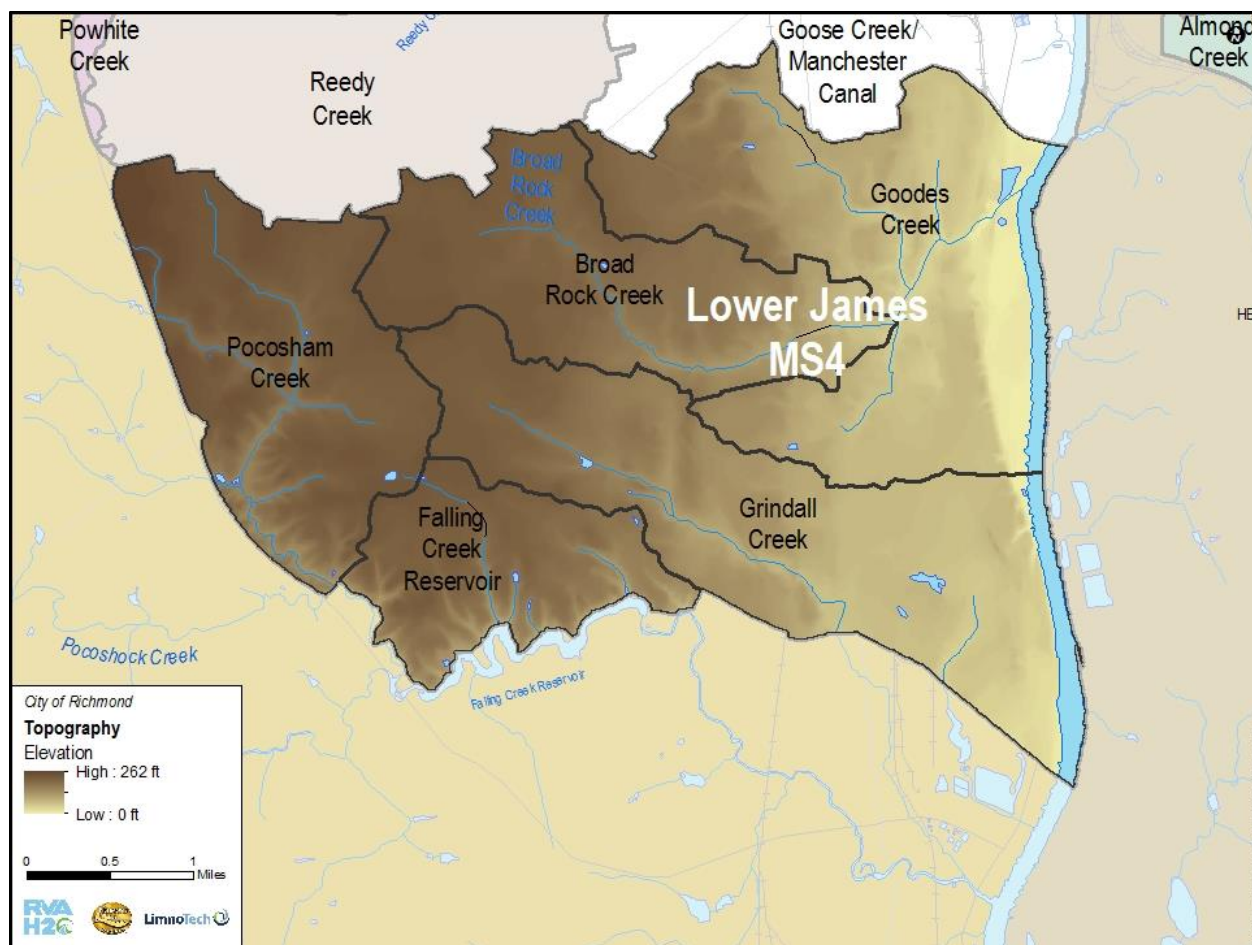 Powhite
Creek
Reedy
Creek
Goose Creek/
Manchester
Canal
Almond
Creek
Broad
Rock
Creek
Goodes
Creek
Broad
Rock Creek
Lower James
MS4
HE
Pocosham
Creek
Grindall
Creek
Falling
Creek
Reservoir
Pocoshock Creek
Falling Creek Reservoir
City of Richmond
Topography
Elevation
High : 262 ft
Low : 0 ft
0 0.5 1
Miles
RVA
H2O
LimnoTech